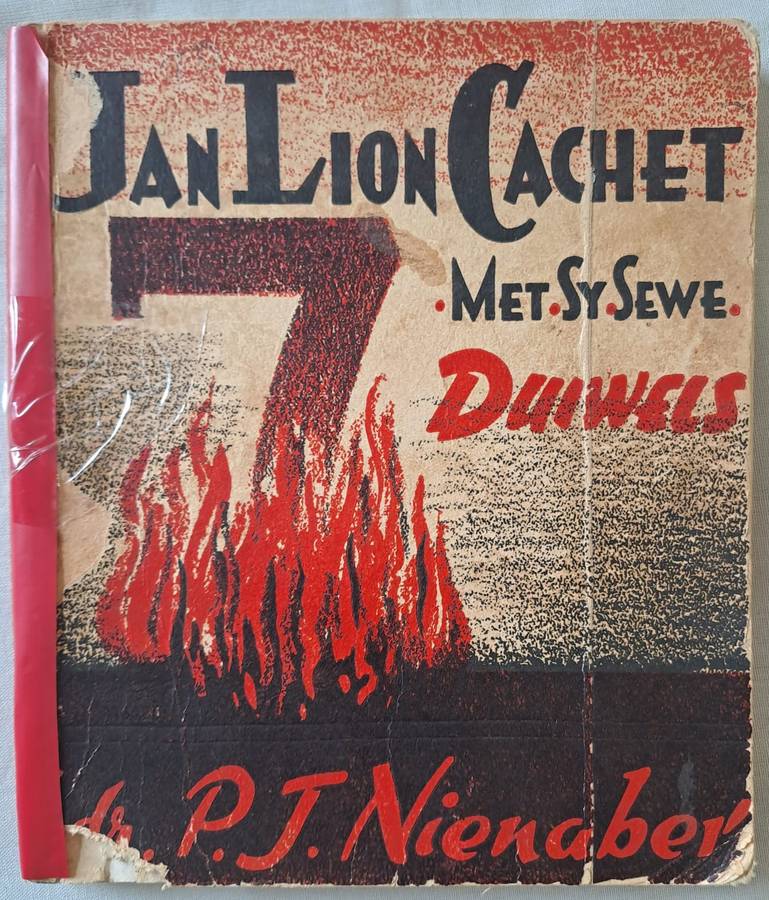 JAN LION CACHET
7
·MET·SY·SEWE·
DUIWELS
dr. P. J. Nienaber